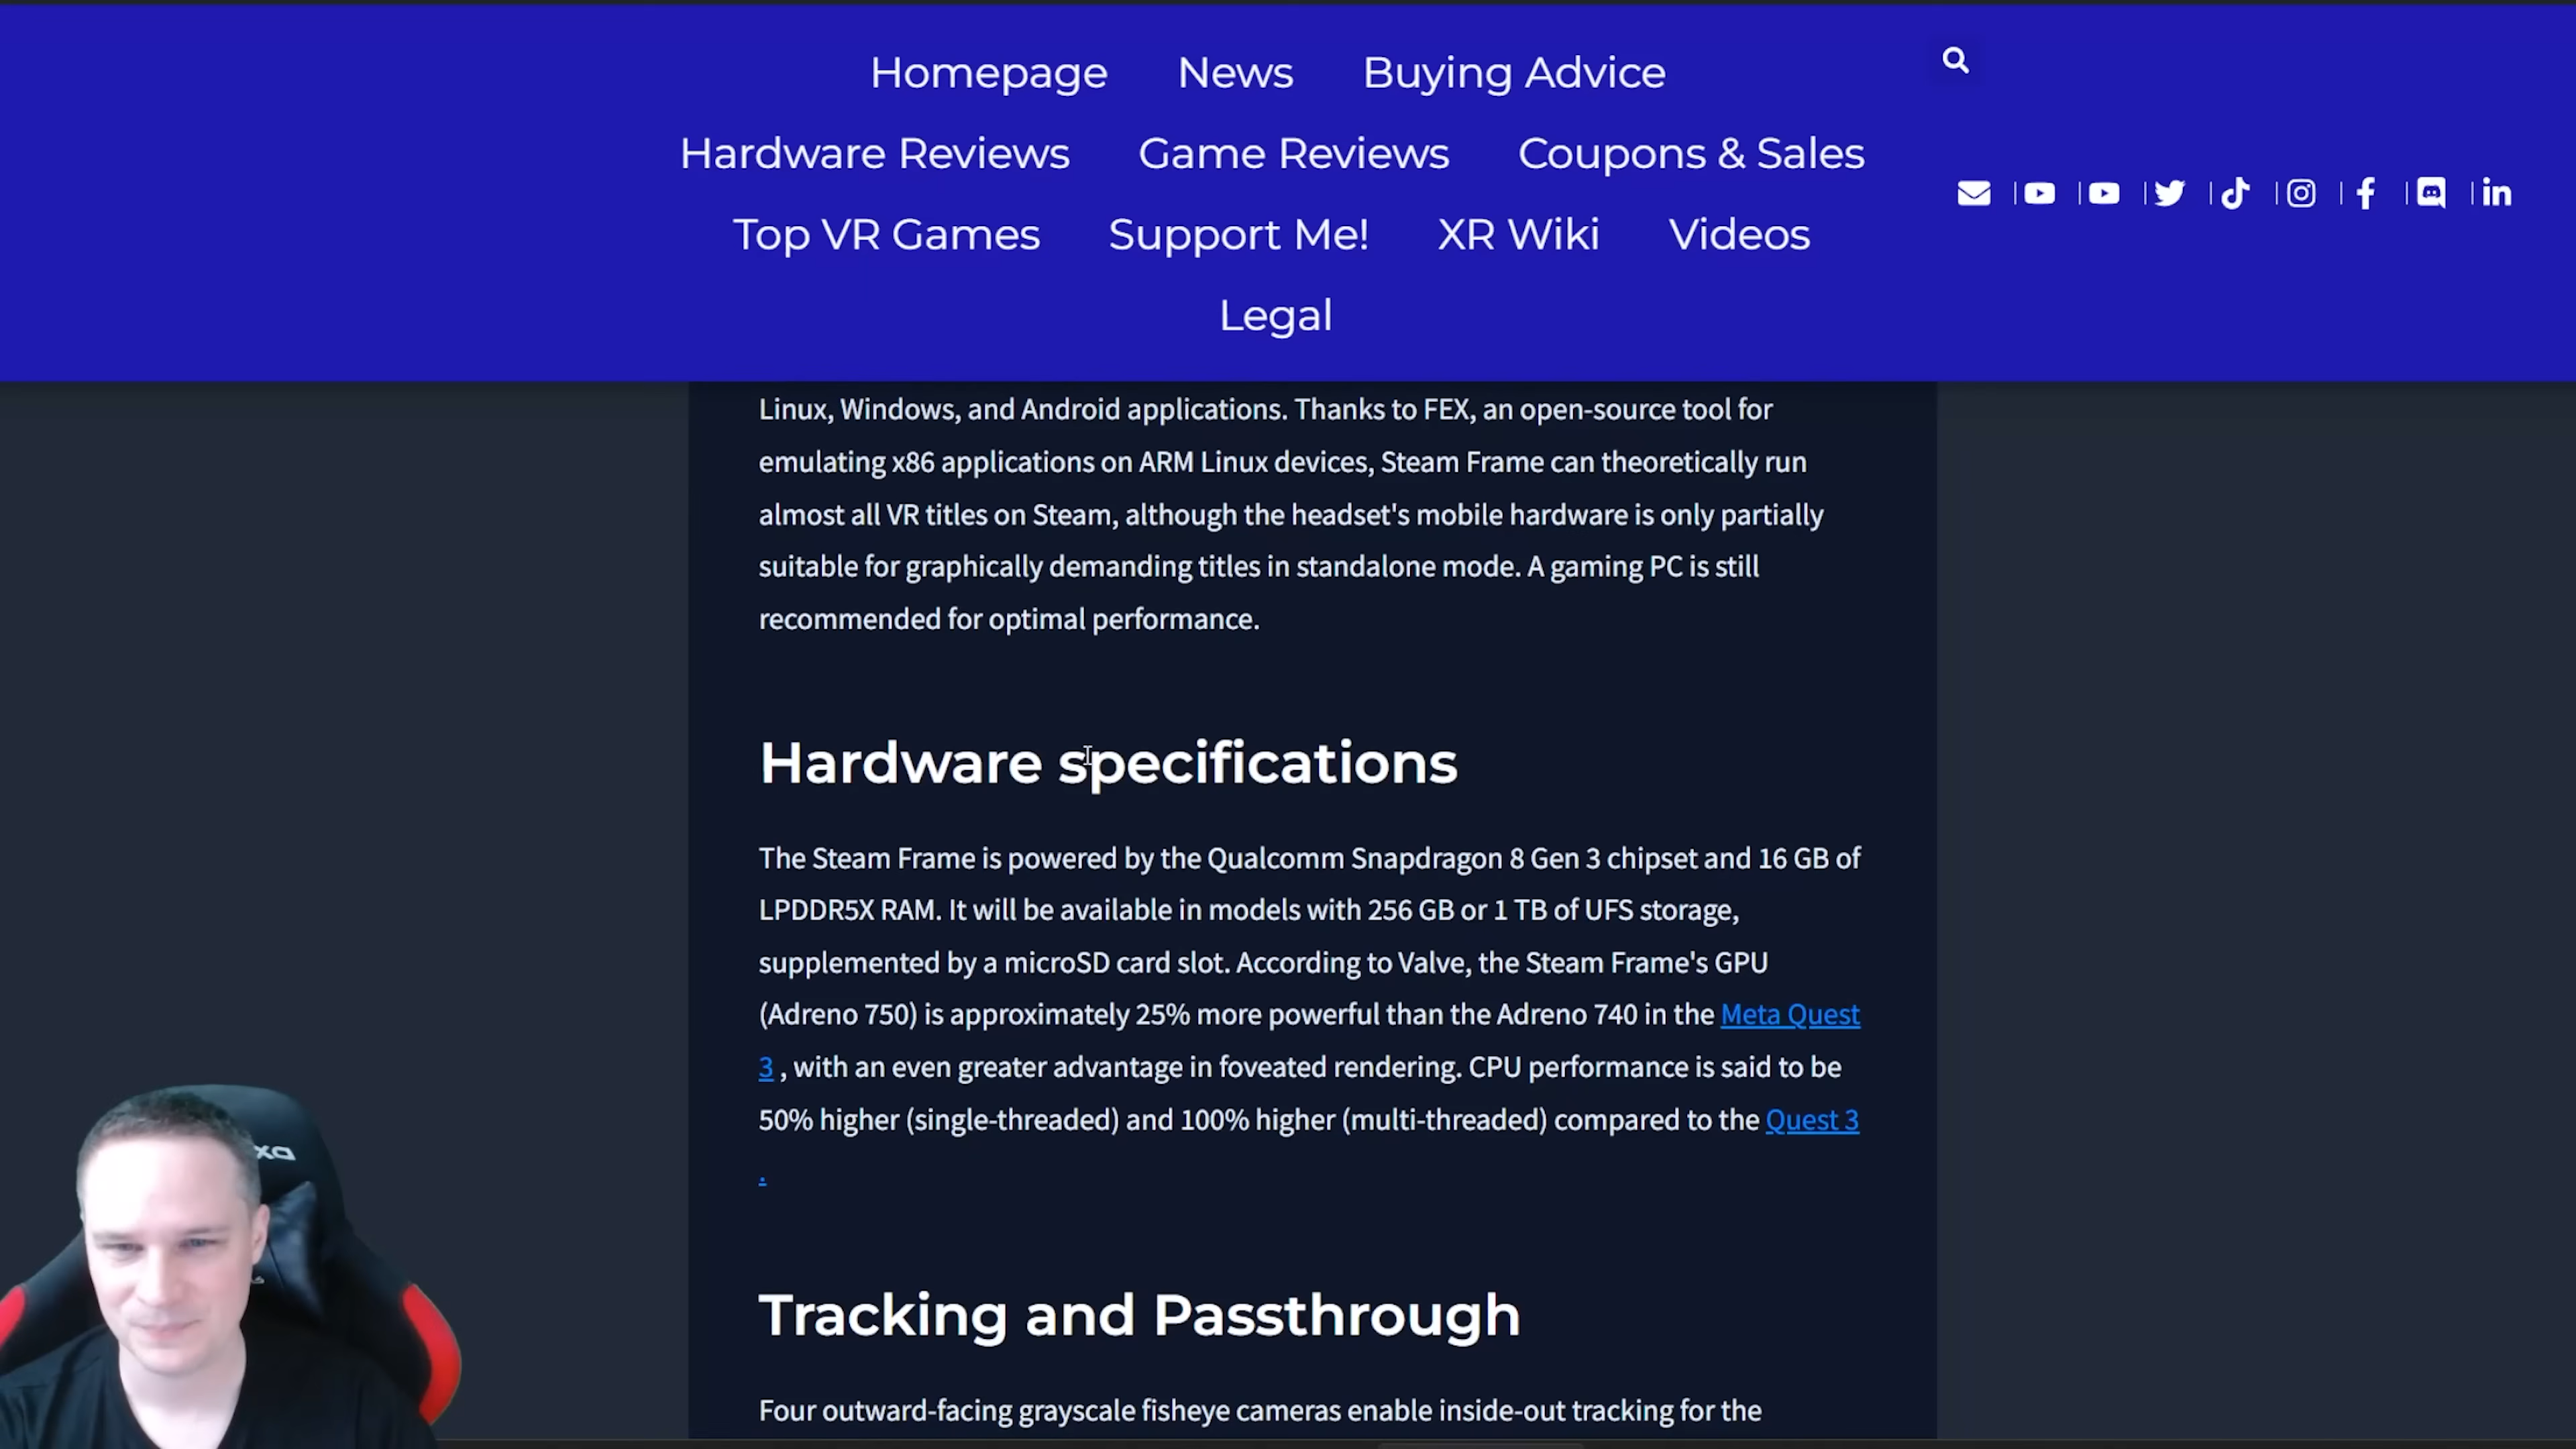 Homepage News Buying Advice
Hardware Reviews Game Reviews Coupons & Sales
Top VR Games Support Me! XR Wiki Videos
Legal
Linux, Windows, and Android applications. Thanks to FEX, an open-source tool for
emulating x86 applications on ARM Linux devices, Steam Frame can theoretically run
almost all VR titles on Steam, although the headset's mobile hardware is only partially
suitable for graphically demanding titles in standalone mode. A gaming PC is still
recommended for optimal performance.
Hardware specifications
The Steam Frame is powered by the Qualcomm Snapdragon 8 Gen 3 chipset and 16 GB of
LPDDR5X RAM. It will be available in models with 256 GB or 1 TB of UFS storage,
supplemented by a microSD card slot. According to Valve, the Steam Frame's GPU
(Adreno 750) is approximately 25% more powerful than the Adreno 740 in the Meta Quest
3 , with an even greater advantage in foveated rendering. CPU performance is said to be
50% higher (single-threaded) and 100% higher (multi-threaded) compared to the Quest 3
.
Tracking and Passthrough
Four outward-facing grayscale fisheye cameras enable inside-out tracking for the